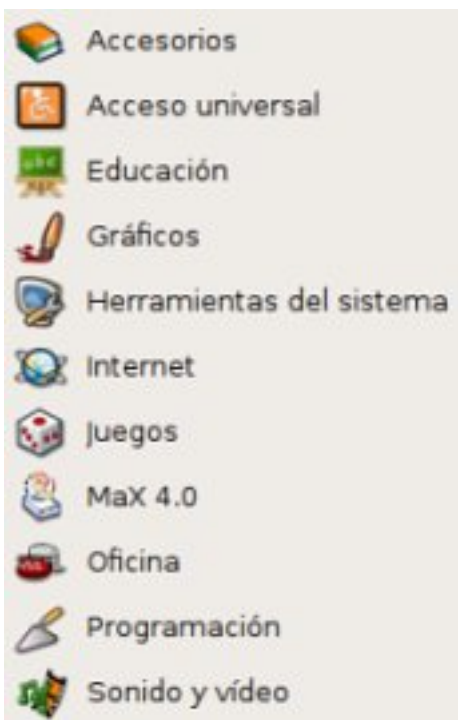 Accesorios
Acceso universal
Educación
Gráficos
Herramientas del sistema
Internet
Juegos
MaX 4.0
Oficina
Programación
Sonido y vídeo